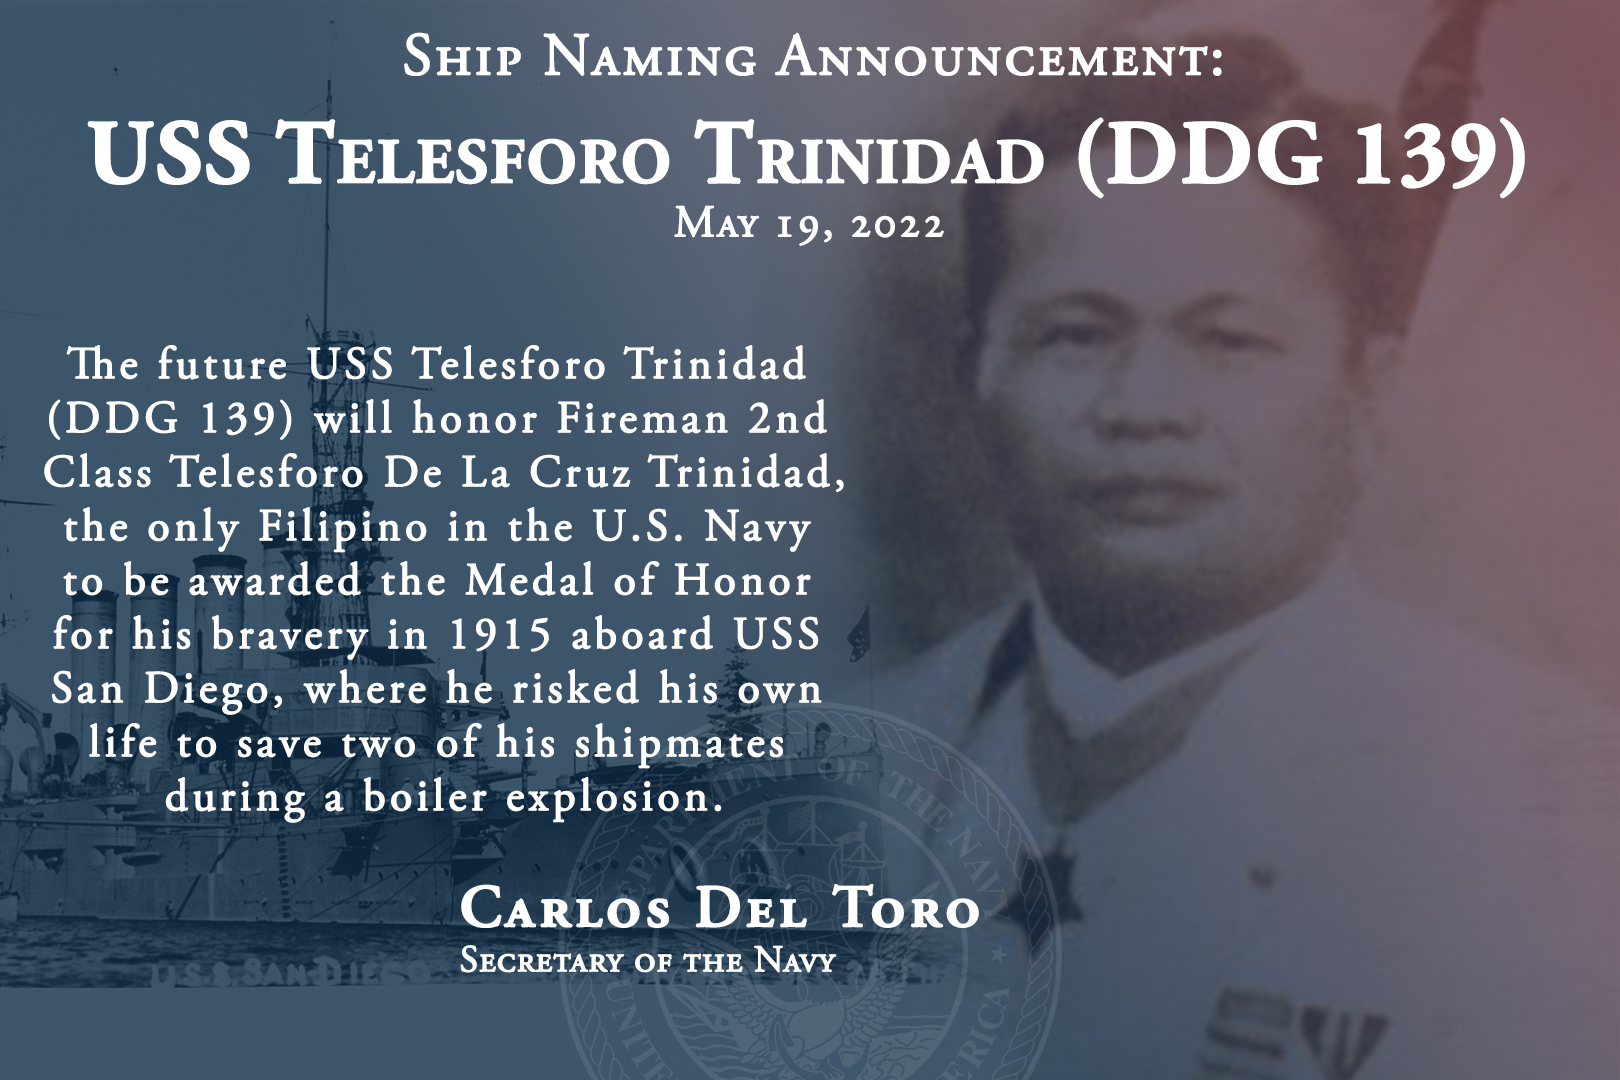 Ship Naming Announcement:
USS Telesforo Trinidad (DDG 139)
May 19, 2022
The future USS Telesforo Trinidad
(DDG 139) will honor Fireman 2nd
Class Telesforo De La Cruz Trinidad,
the only Filipino in the U.S. Navy
to be awarded the Medal of Honor
for his bravery in 1915 aboard USS
San Diego, where he risked his own
life to save two of his shipmates
during a boiler explosion.
Carlos Del Toro
Secretary of the Navy
U.S.S. SAN DIEGO
DEPARTMENT OF THE NAVY
UNITED